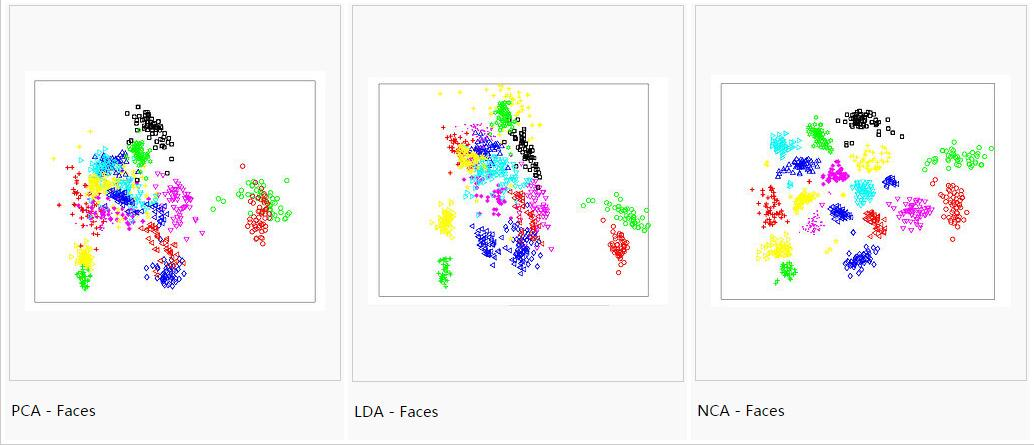 PCA - Faces
LDA - Faces
NCA - Faces